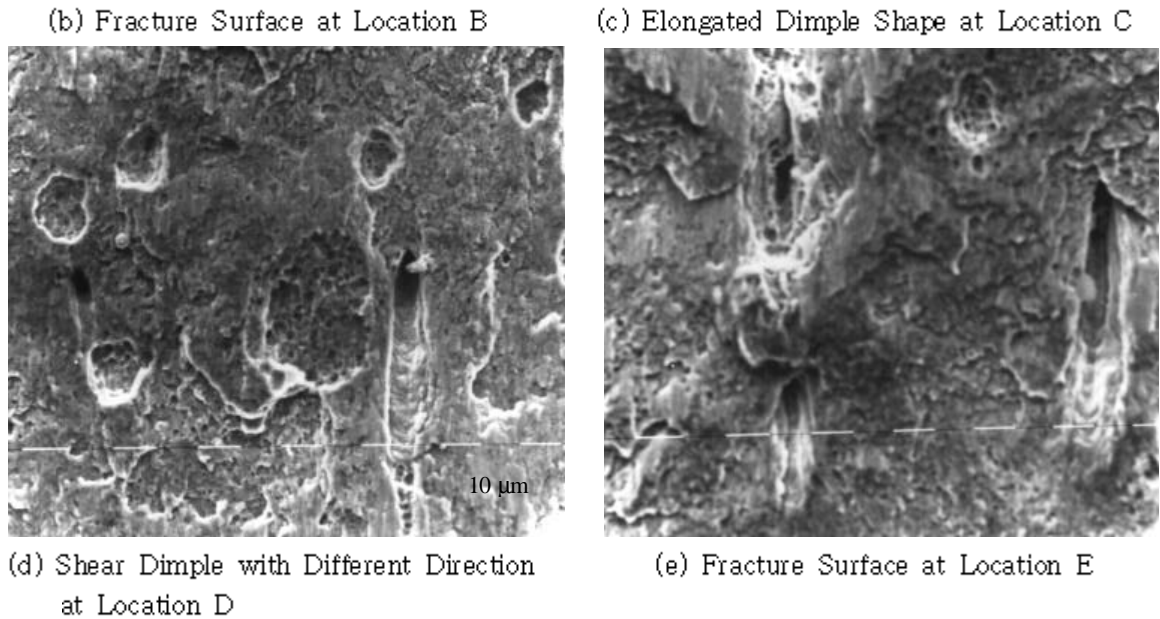 (b) Fracture Surface at Location B
(c) Elongated Dimple Shape at Location C
10 μm
(d) Shear Dimple with Different Direction
at Location D
(e) Fracture Surface at Location E